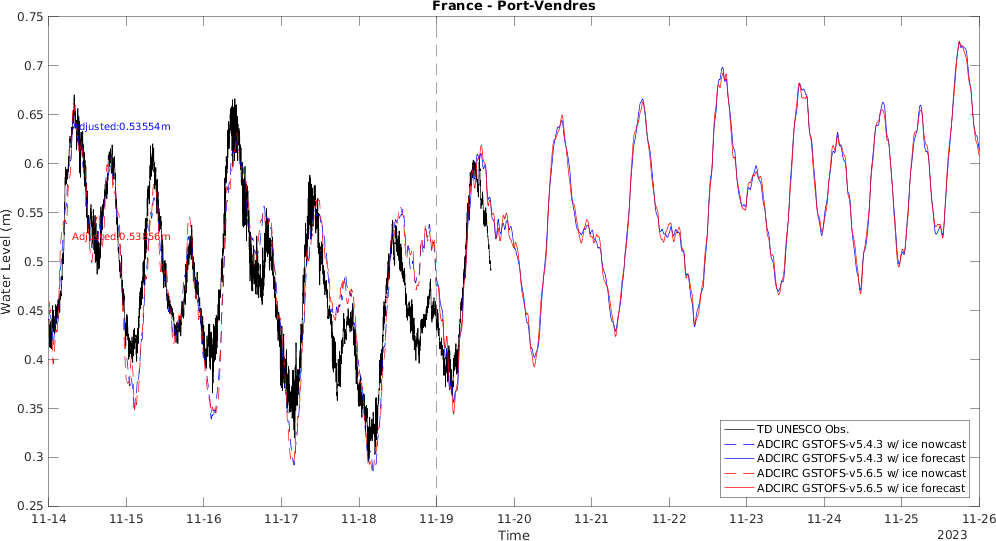 France - Port-Vendres
0.75
0.7
0.65
0.6
0.55
0.5
0.45
0.4
0.35
0.3
0.25
Water Level (m)
Adjusted:0.53554m
Adjusted:0.53556m
TD UNESCO Obs.
ADCIRC GSTOFS-v5.4.3 w/ ice nowcast
ADCIRC GSTOFS-v5.4.3 w/ ice forecast
ADCIRC GSTOFS-v5.6.5 w/ ice nowcast
ADCIRC GSTOFS-v5.6.5 w/ ice forecast
11-14 11-15 11-16 11-17 11-18 11-19 11-20 11-21 11-22 11-23 11-24 11-25 11-26
Time
2023